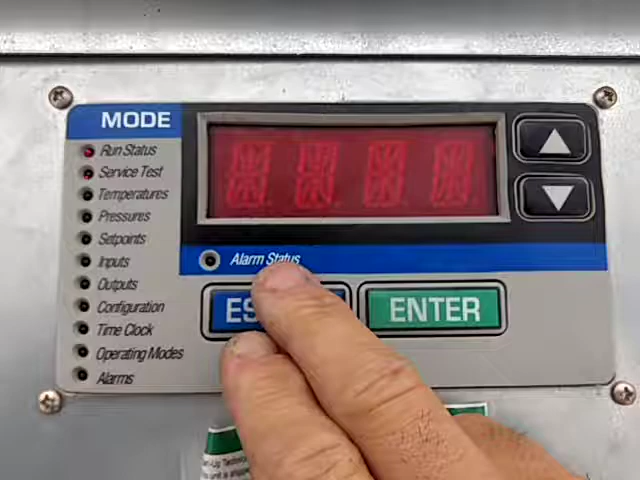 MODE
Run Status
Service Test
Temperatures
Pressures
Setpoints
Inputs
Outputs
Configuration
Time Clock
Operating Modes
Alarms
Alarm Status
ENTER